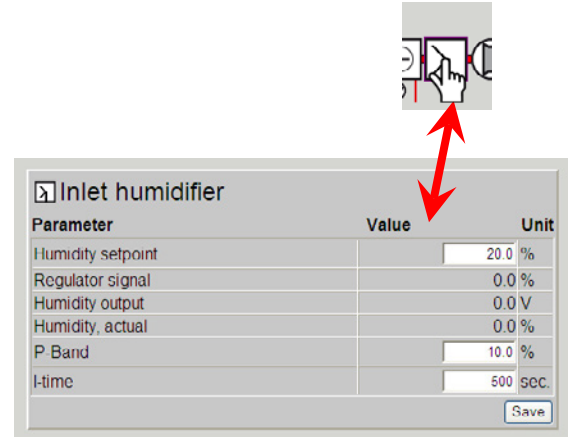 Inlet humidifier
Parameter Value Unit
Humidity setpoint 20.0 %
Regulator signal 0.0 %
Humidity output 0.0 V
Humidity, actual 0.0 %
P-Band 10.0 %
I-time 500 sec.
Save